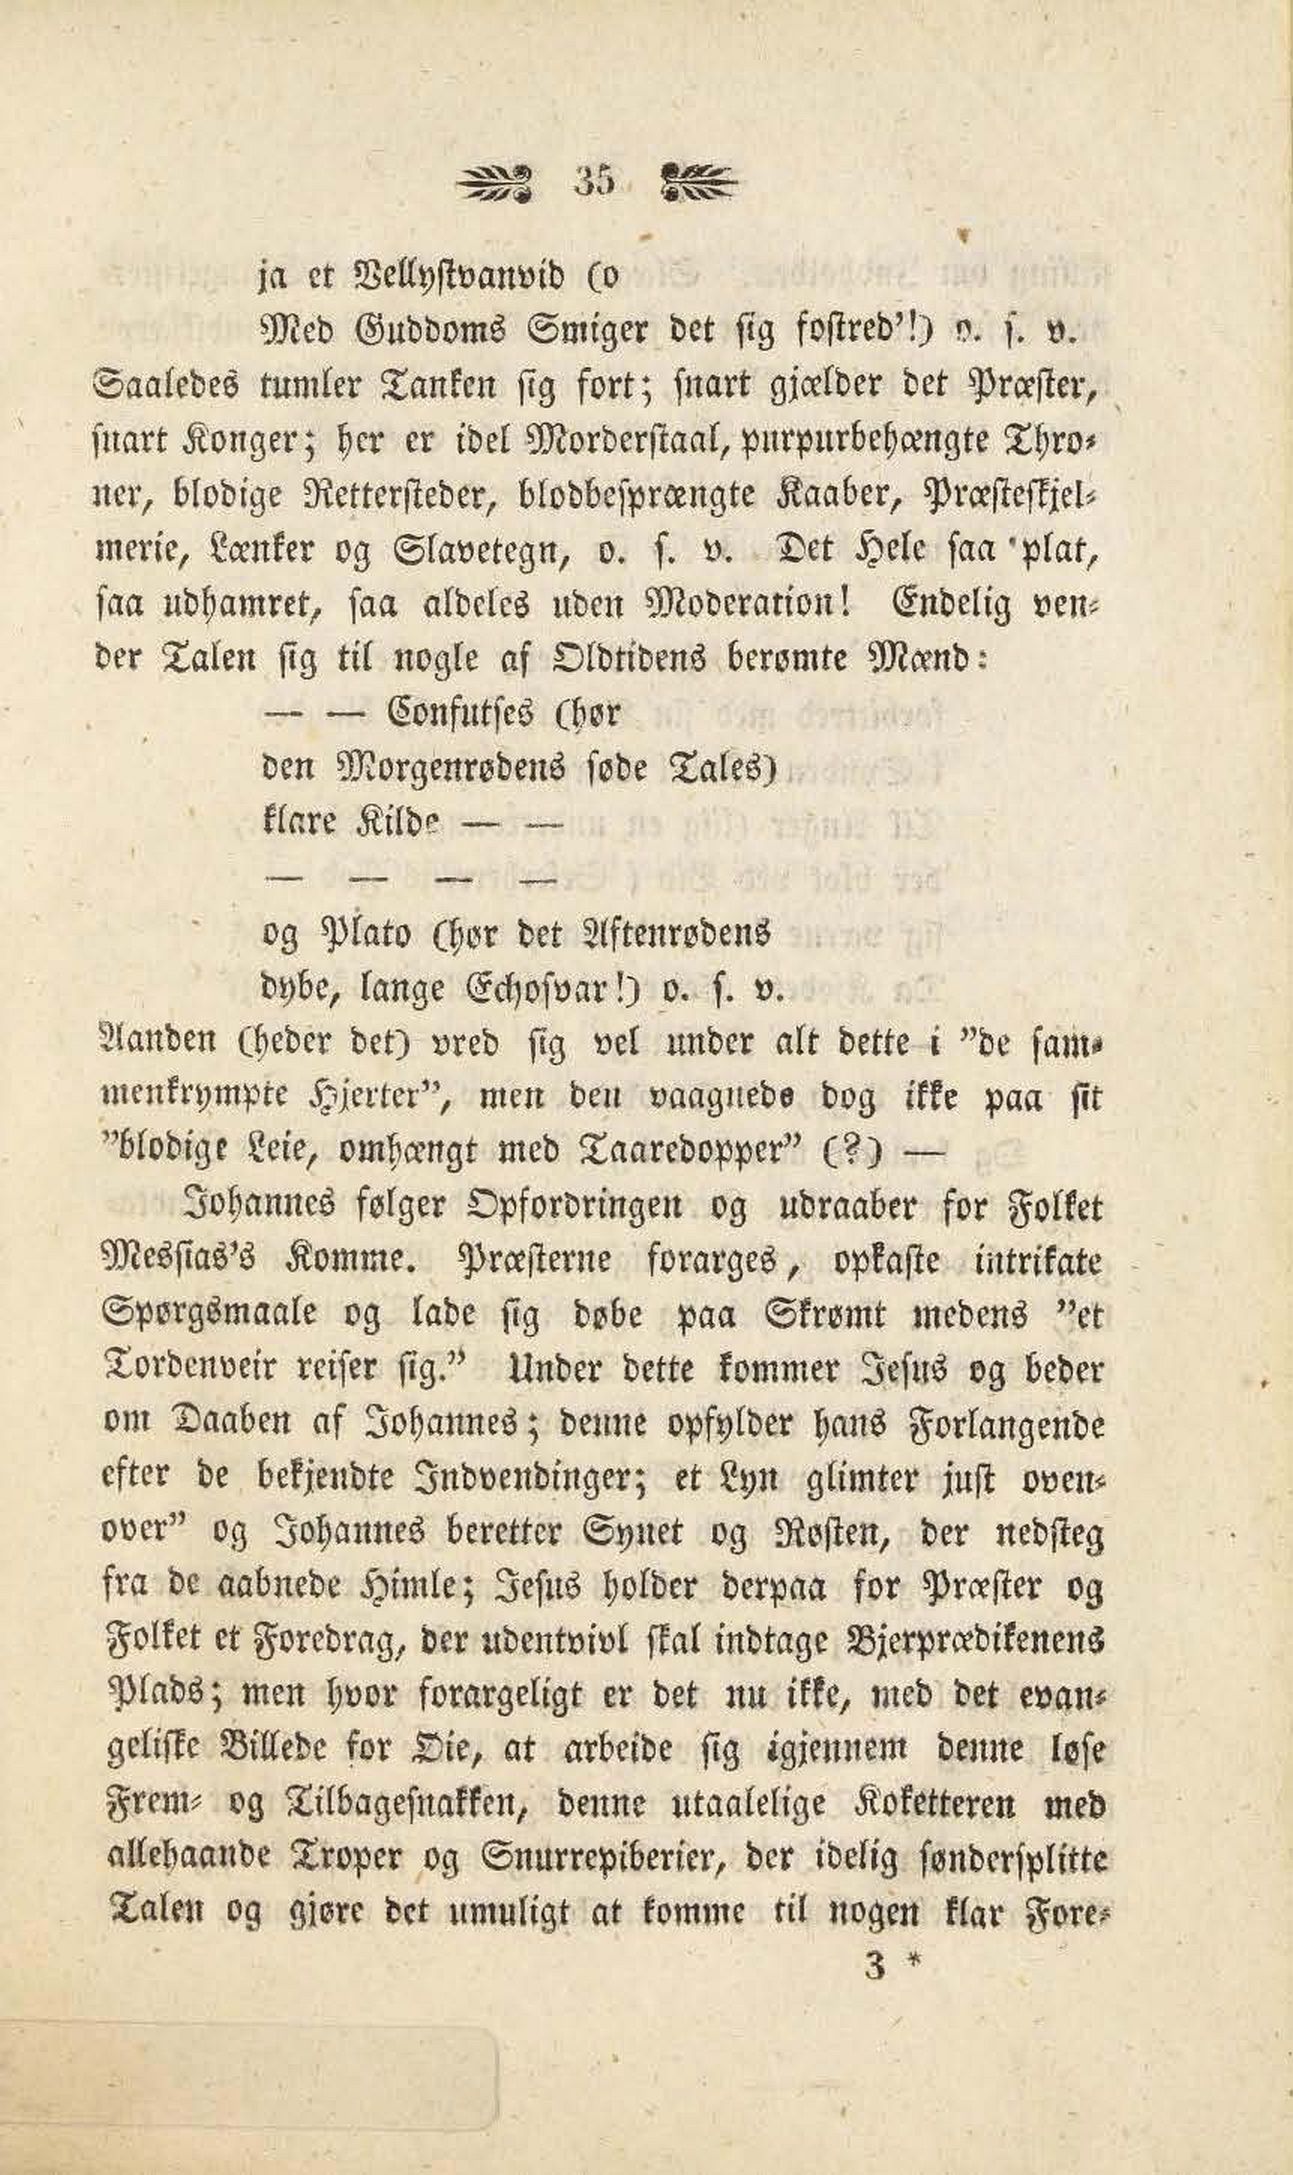 35
ja et Vellystvanvid (o
Med Guddoms Smiger det sig fostred'!) o. s. v.
Saaledes tumler Tanken sig fort; snart gjælder det Præster,
snart Konger; her er idel Morderstaal, purpurbehængte Thro-
ner, blodige Rettersteder, blodbesprængte Kaaber, Præsteskjel-
merie, Lænker og Slavetegn, o. s. v. Det Hele saa plat,
saa udhamret, saa aldeles uden Moderation! Endelig ven-
der Talen sig til nogle af Oldtidens berømte Mænd:
— — Confutses (hør
den Morgenrødens søde Tales)
klare Kilde — —
— — — —
og Plato (hør det Aftenrødens
dybe, lange Echosvar!) o. s. v.
Aanden (heder det) vred sig vel under alt dette i "de sam-
menkrympte Hjerter", men den vaagnede dog ikke paa sit
"blodige Leie, omhængt med Taaredopper" (?) —
Johannes følger Opfordringen og udraaber for Folket
Messias's Komme. Præsterne forarges, opkaste intrikate
Spørgsmaale og lade sig døbe paa Skrømt medens "et
Tordenveir reiser sig." Under dette kommer Jesus og beder
om Daaben af Johannes; denne opfylder hans Forlangende
efter de bekjendte Indvendinger; et Lyn glimter just oven-
over" og Johannes beretter Synet og Røsten, der nedsteg
fra de aabnede Himle; Jesus holder derpaa for Præster og
Folket et Foredrag, der udentvivl skal indtage Bjerprædikenens
Plads; men hvor forargeligt er det nu ikke, med det evan-
geliske Billede for Øie, at arbeide sig igjennem denne løse
Frem- og Tilbagesnakken, denne utaalelige Koketteren med
allehaande Troper og Snurrepiberier, der idelig søndersplitte
Talen og gjøre det umuligt at komme til nogen klar Fore-
3 *